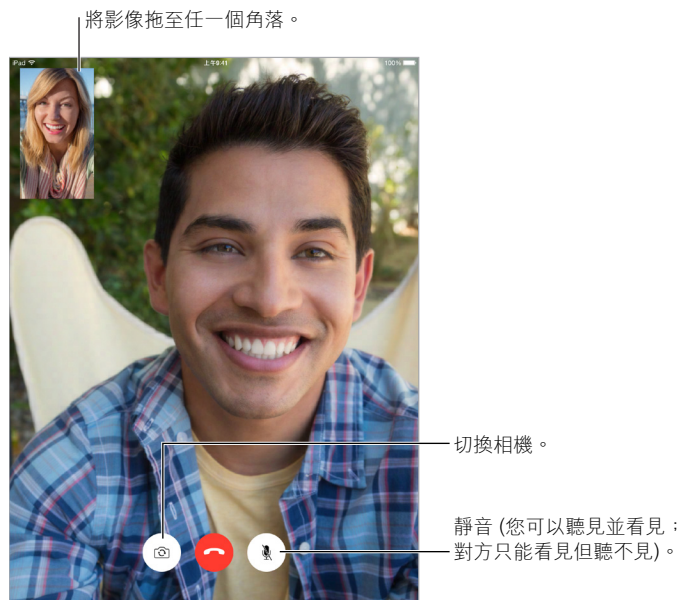 將影像拖至任一個角落。
iPad 上午9:41 100%
切換相機。
靜音 (您可以聽見並看見；
對方只能看見但聽不見)。